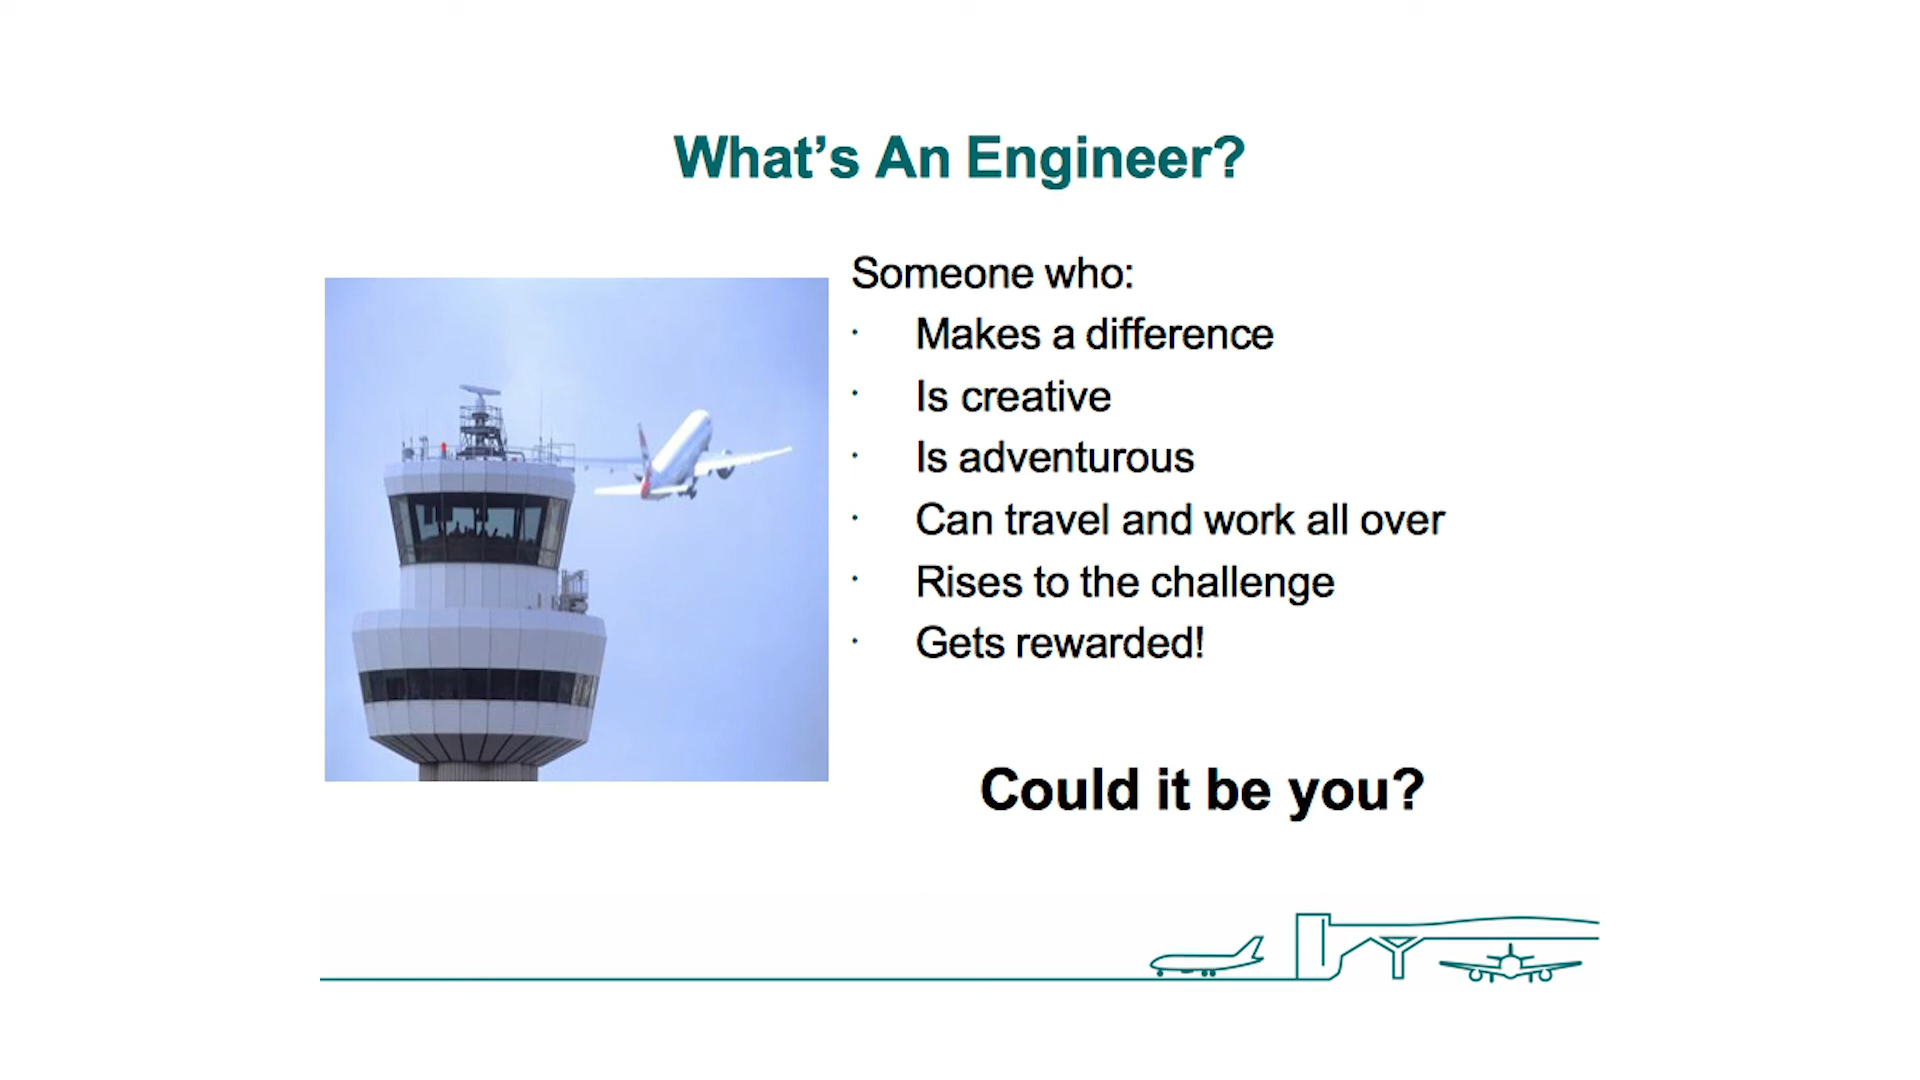 What’s An Engineer?
Someone who:
· Makes a difference
· Is creative
· Is adventurous
· Can travel and work all over
· Rises to the challenge
· Gets rewarded!
Could it be you?